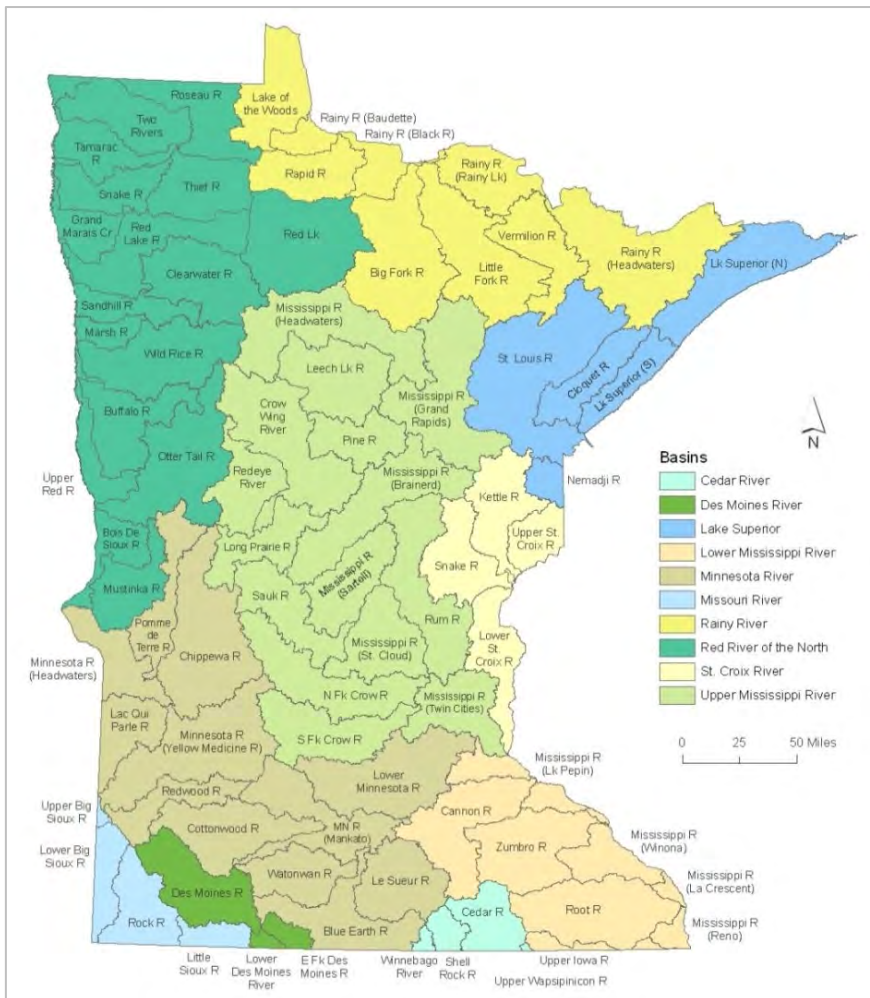 Roseau R
Lake of
the Woods
Rainy R (Baudette)
Two
Rivers
Rainy R (Black R)
Tamarac
R
Rainy R
(Rainy Lk)
Rapid R
Snake R
Thief R
Grand
Marais Cr
Red
Lake R
Red Lk
Vermilion R
Rainy R
(Headwaters)
Lk Superior (N)
Clearwater R
Big Fork R
Little
Fork R
Sandhill R
Mississippi R
(Headwaters)
Marsh R
Wild Rice R
Leech Lk R
St. Louis R
Cloquet R
Lk Superior (S)
Crow
Wing
River
Mississippi R
(Grand
Rapids)
Buffalo R
Pine R
N
Otter Tail R
Upper
Red R
Redeye
River
Mississippi R
(Brainerd)
Kettle R
Nemadji R
Bois De
Sioux R
Long Prairie R
Mississippi R
(Sartell)
Upper St.
Croix R
Snake R
Mustinka R
Sauk R
Pomme
de
Terre R
Rum R
Minnesota R
(Headwaters)
Chippewa R
Mississippi R
(St. Cloud)
Lower
St.
Croix R
N Fk Crow R
Mississippi R
(Twin Cities)
Lac Qui
Parle R
Minnesota R
(Yellow Medicine R)
S Fk Crow R
Mississippi R
(Lk Pepin)
Redwood R
Lower
Minnesota R
Upper Big
Sioux R
Cottonwood R
MN R
(Mankato)
Cannon R
Mississippi R
(Winona)
Lower Big
Sioux R
Zumbro R
Watonwan R
Le Sueur R
Mississippi R
(La Crescent)
Des Moines R
Rock R
Blue Earth R
Cedar R
Root R
Mississippi R
(Reno)
Little
Sioux R
Lower
Des Moines
River
E Fk Des
Moines R
Winnebago
River
Shell
Rock R
Upper Iowa R
Upper Wapsipinicon R
Basins
Cedar River
Des Moines River
Lake Superior
Lower Mississippi River
Minnesota River
Missouri River
Rainy River
Red River of the North
St. Croix River
Upper Mississippi River
0 25 50 Miles